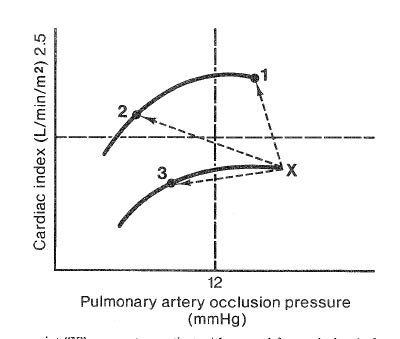 Cardiac index (L/min/m²) 2.5
1
2
3
X
12
Pulmonary artery occlusion pressure
(mmHg)